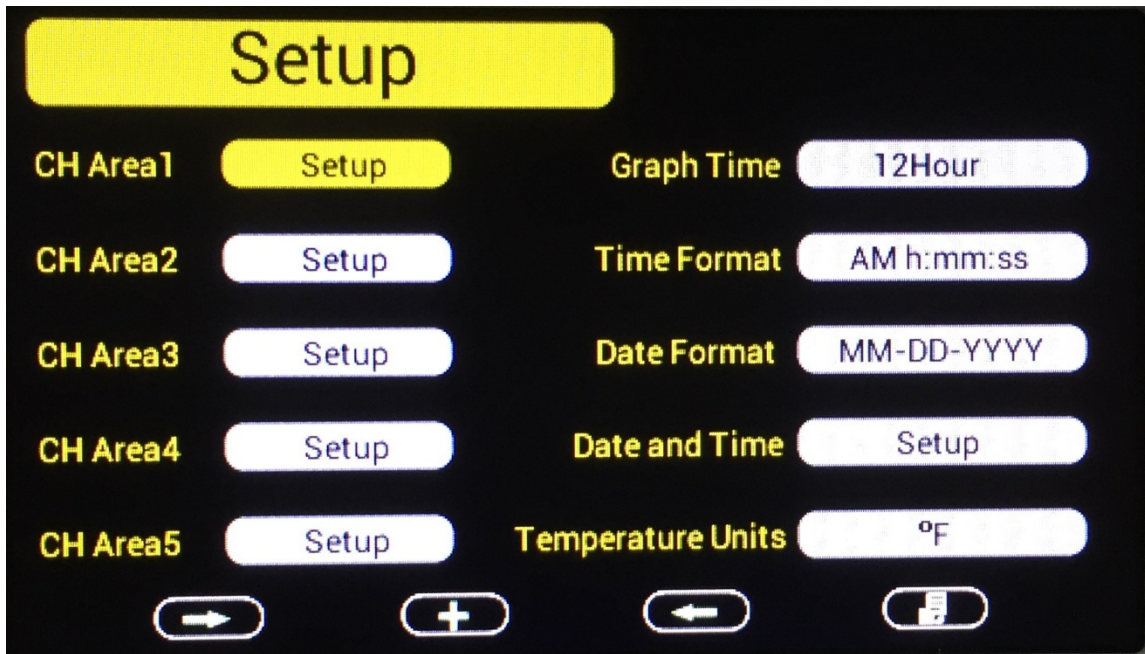 Setup
CH Area1 Setup
CH Area2 Setup
CH Area3 Setup
CH Area4 Setup
CH Area5 Setup
Graph Time 12Hour
Time Format AM h:mm:ss
Date Format MM-DD-YYYY
Date and Time Setup
Temperature Units ºF